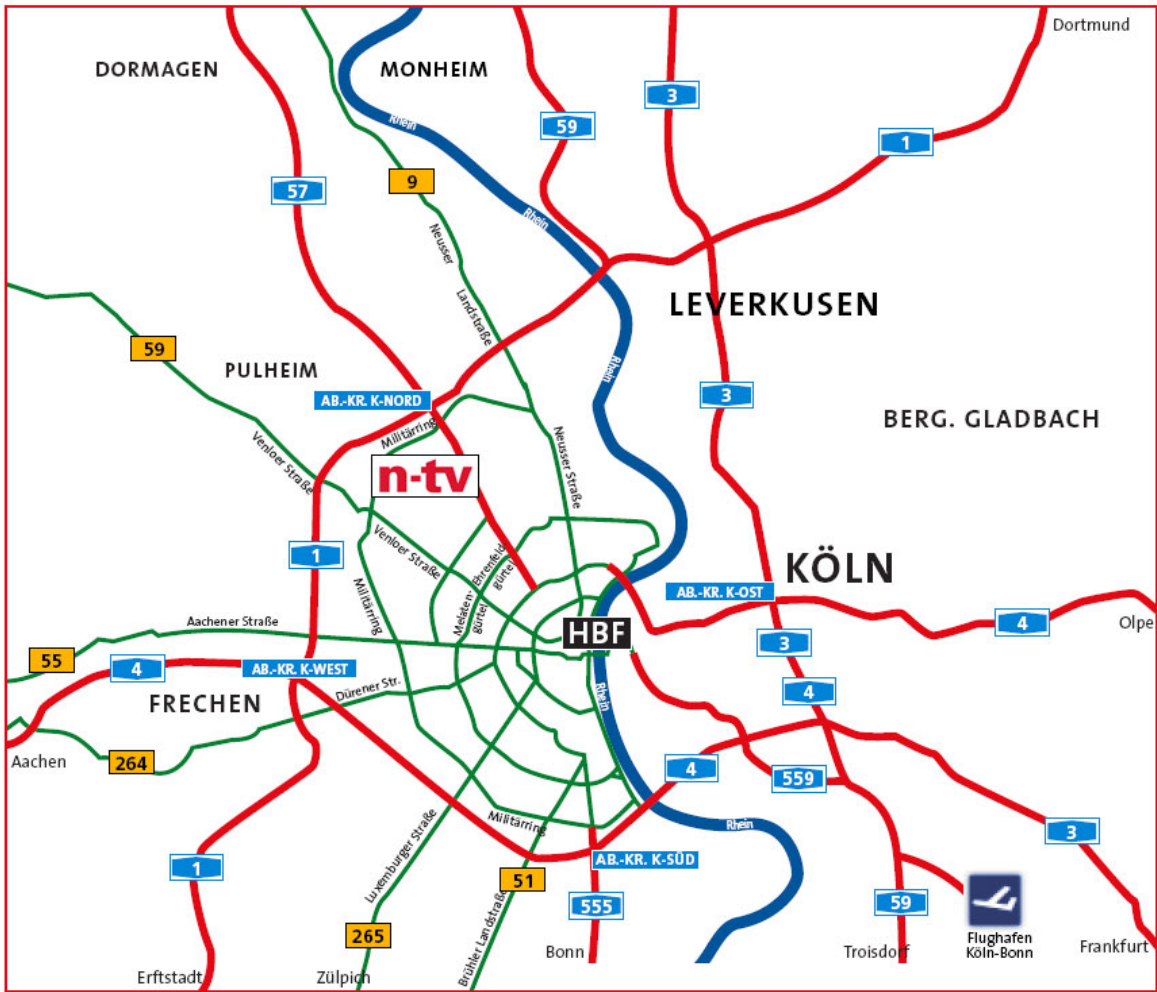 Dortmund
DORMAGEN
MONHEIM
3
Rhein
59
1
9
57
Rhein
Neusser
Landstraße
LEVERKUSEN
59
Rhein
PULHEIM
3
AB.-KR. K-NORD
BERG. GLADBACH
Militärring
Neusser Straße
Venloer Straße
n-tv
Venloer Straße
1
Ehrenfeld
gürtel
KÖLN
AB.-KR. K-OST
Militärring
Melaten-
gürtel
Aachener Straße
4
Olpe
HBF
3
55
4
AB.-KR. K-WEST
Dürener Str.
4
Rhein
FRECHEN
Aachen
264
4
559
Militärring
Rhein
3
Luxemburger Straße
AB.-KR. K-SÜD
1
51
555
59
265
Brühler Landstraße
Flughafen
Köln-Bonn
Bonn
Troisdorf
Frankfurt
Erftstadt
Zülpich